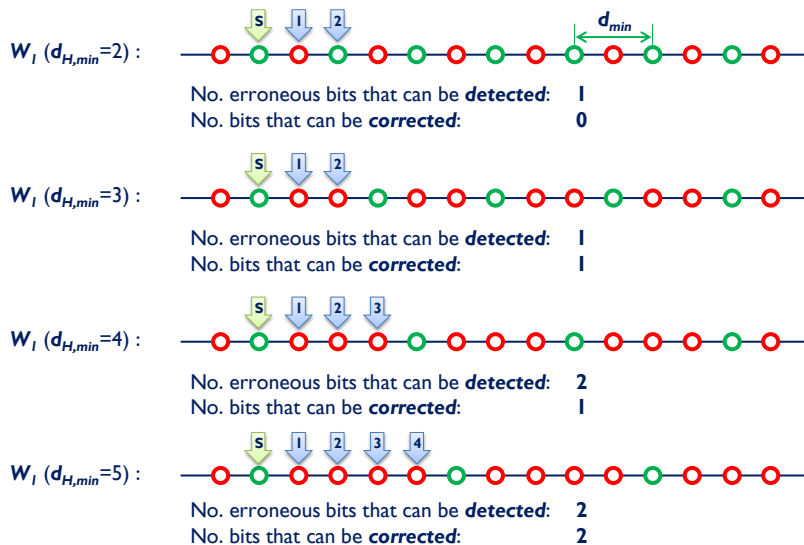 S 1 2 d_min
W_1 (d_H,min=2) :
No. erroneous bits that can be detected: 1
No. bits that can be corrected: 0
S 1 2
W_1 (d_H,min=3) :
No. erroneous bits that can be detected: 1
No. bits that can be corrected: 1
S 1 2 3
W_1 (d_H,min=4) :
No. erroneous bits that can be detected: 2
No. bits that can be corrected: 1
S 1 2 3 4
W_1 (d_H,min=5) :
No. erroneous bits that can be detected: 2
No. bits that can be corrected: 2